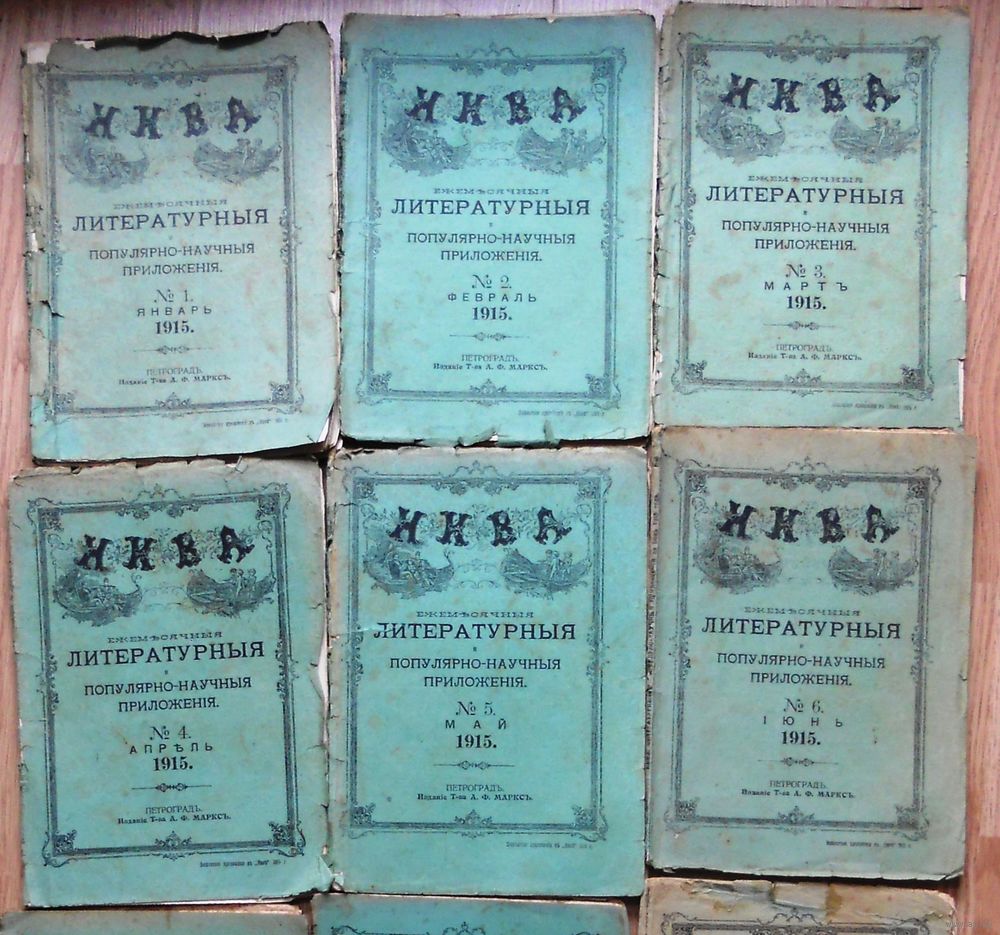 НИВА
ЕЖЕМѢСЯЧНЫЯ
ЛИТЕРАТУРНЫЯ
и
ПОПУЛЯРНО-НАУЧНЫЯ
ПРИЛОЖЕНІЯ.
№ 1.
ЯНВАРЬ
1915.
ПЕТРОГРАДЪ.
Изданіе Т-ва А. Ф. МАРКСЪ.
НИВА
ЕЖЕМѢСЯЧНЫЯ
ЛИТЕРАТУРНЫЯ
и
ПОПУЛЯРНО-НАУЧНЫЯ
ПРИЛОЖЕНІЯ.
№ 2.
ФЕВРАЛЬ
1915.
ПЕТРОГРАДЪ.
Изданіе Т-ва А. Ф. МАРКСЪ.
НИВА
ЕЖЕМѢСЯЧНЫЯ
ЛИТЕРАТУРНЫЯ
и
ПОПУЛЯРНО-НАУЧНЫЯ
ПРИЛОЖЕНІЯ.
№ 3.
МАРТЪ
1915.
ПЕТРОГРАДЪ.
Изданіе Т-ва А. Ф. МАРКСЪ.
НИВА
ЕЖЕМѢСЯЧНЫЯ
ЛИТЕРАТУРНЫЯ
и
ПОПУЛЯРНО-НАУЧНЫЯ
ПРИЛОЖЕНІЯ.
№ 4.
АПРѢЛЬ
1915.
ПЕТРОГРАДЪ.
Изданіе Т-ва А. Ф. МАРКСЪ.
НИВА
ЕЖЕМѢСЯЧНЫЯ
ЛИТЕРАТУРНЫЯ
и
ПОПУЛЯРНО-НАУЧНЫЯ
ПРИЛОЖЕНІЯ.
№ 5.
МАЙ
1915.
ПЕТРОГРАДЪ.
Изданіе Т-ва А. Ф. МАРКСЪ.
НИВА
ЕЖЕМѢСЯЧНЫЯ
ЛИТЕРАТУРНЫЯ
и
ПОПУЛЯРНО-НАУЧНЫЯ
ПРИЛОЖЕНІЯ.
№ 6.
ІЮНЬ
1915.
ПЕТРОГРАДЪ.
Изданіе Т-ва А. Ф. МАРКСЪ.